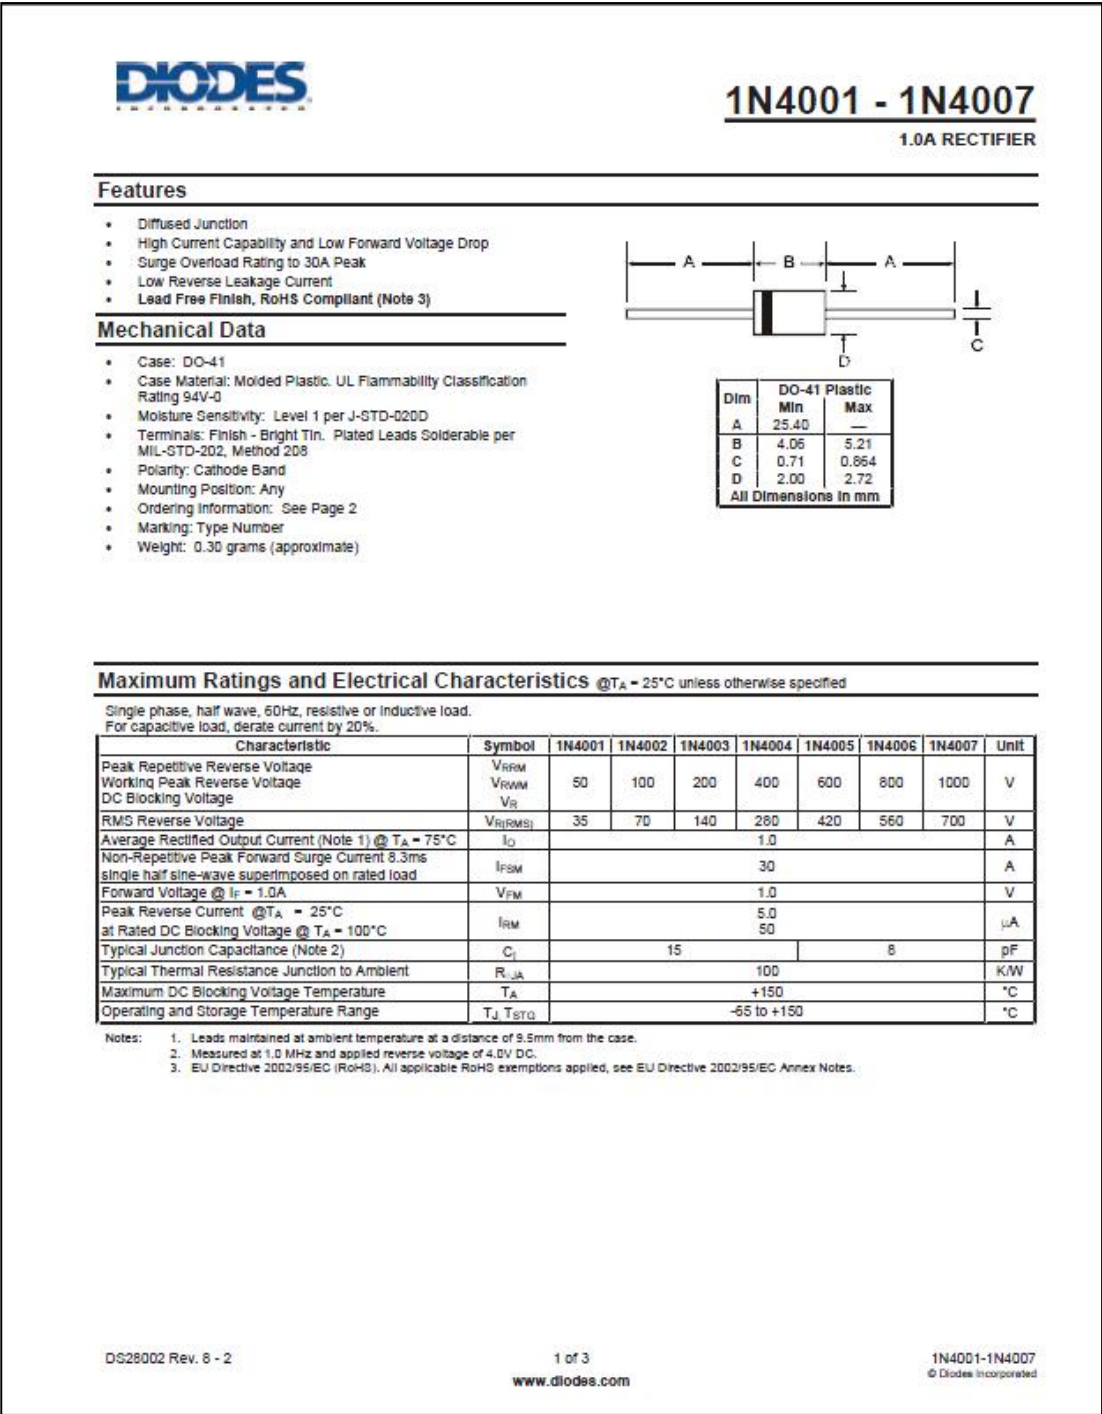 DIODES
INCORPORATED
1N4001 - 1N4007
1.0A RECTIFIER
Features
• Diffused Junction
• High Current Capability and Low Forward Voltage Drop
• Surge Overload Rating to 30A Peak
• Low Reverse Leakage Current
• Lead Free Finish, RoHS Compliant (Note 3)
Mechanical Data
• Case: DO-41
• Case Material: Molded Plastic. UL Flammability Classification
Rating 94V-0
• Moisture Sensitivity: Level 1 per J-STD-020D
• Terminals: Finish - Bright Tin. Plated Leads Solderable per
MIL-STD-202, Method 208
• Polarity: Cathode Band
• Mounting Position: Any
• Ordering Information: See Page 2
• Marking: Type Number
• Weight: 0.30 grams (approximate)
A B A
C
D
Dim DO-41 Plastic
Min Max
A 25.40 —
B 4.06 5.21
C 0.71 0.864
D 2.00 2.72
All Dimensions in mm
Maximum Ratings and Electrical Characteristics @TA = 25°C unless otherwise specified
Single phase, half wave, 60Hz, resistive or inductive load.
For capacitive load, derate current by 20%.
Characteristic Symbol 1N4001 1N4002 1N4003 1N4004 1N4005 1N4006 1N4007 Unit
Peak Repetitive Reverse Voltage VRRM
Working Peak Reverse Voltage VRWM 50 100 200 400 600 800 1000 V
DC Blocking Voltage VR
RMS Reverse Voltage VR(RMS) 35 70 140 280 420 560 700 V
Average Rectified Output Current (Note 1) @ TA = 75°C IO 1.0 A
Non-Repetitive Peak Forward Surge Current 8.3ms
single half sine-wave superimposed on rated load IFSM 30 A
Forward Voltage @ IF = 1.0A VFM 1.0 V
Peak Reverse Current @TA = 25°C 5.0
at Rated DC Blocking Voltage @ TA = 100°C IRM 50 µA
Typical Junction Capacitance (Note 2) Cj 15 8 pF
Typical Thermal Resistance Junction to Ambient RJA 100 K/W
Maximum DC Blocking Voltage Temperature TA +150 °C
Operating and Storage Temperature Range TJ, TSTG -65 to +150 °C
Notes: 1. Leads maintained at ambient temperature at a distance of 9.5mm from the case.
2. Measured at 1.0 MHz and applied reverse voltage of 4.0V DC.
3. EU Directive 2002/95/EC (RoHS). All applicable RoHS exemptions applied, see EU Directive 2002/95/EC Annex Notes.
DS28002 Rev. 8 - 2
1 of 3
www.diodes.com
1N4001-1N4007
© Diodes Incorporated